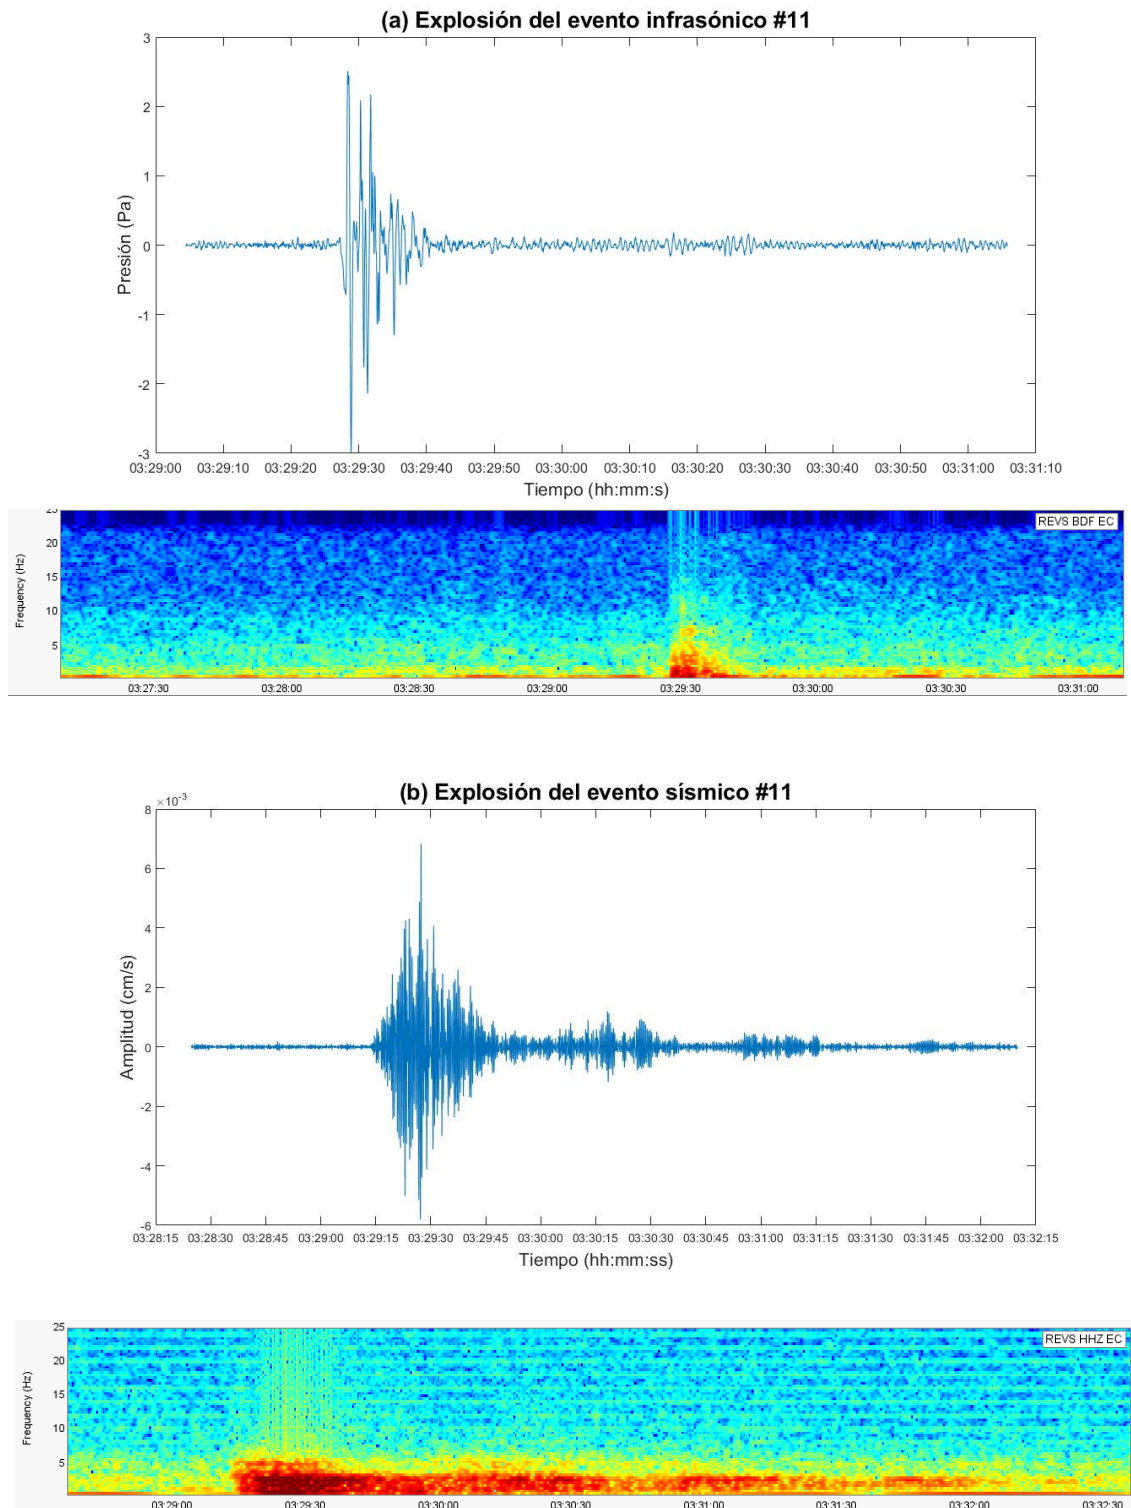 (a) Explosión del evento infrasónico #11
3
2
1
0
-1
-2
-3
Presión (Pa)
03:29:00 03:29:10 03:29:20 03:29:30 03:29:40 03:29:50 03:30:00 03:30:10 03:30:20 03:30:30 03:30:40 03:30:50 03:31:00 03:31:10
Tiempo (hh:mm:s)
REVS BDF EC
25
20
15
10
5
Frequency (Hz)
03:27:30 03:28:00 03:28:30 03:29:00 03:29:30 03:30:00 03:30:30 03:31:00
(b) Explosión del evento sísmico #11
×10-3
8
6
4
2
0
-2
-4
-6
Amplitud (cm/s)
03:28:15 03:28:30 03:28:45 03:29:00 03:29:15 03:29:30 03:29:45 03:30:00 03:30:15 03:30:30 03:30:45 03:31:00 03:31:15 03:31:30 03:31:45 03:32:00 03:32:15
Tiempo (hh:mm:ss)
REVS HHZ EC
25
20
15
10
5
Frequency (Hz)
03:29:00 03:29:30 03:30:00 03:30:30 03:31:00 03:31:30 03:32:00 03:32:30